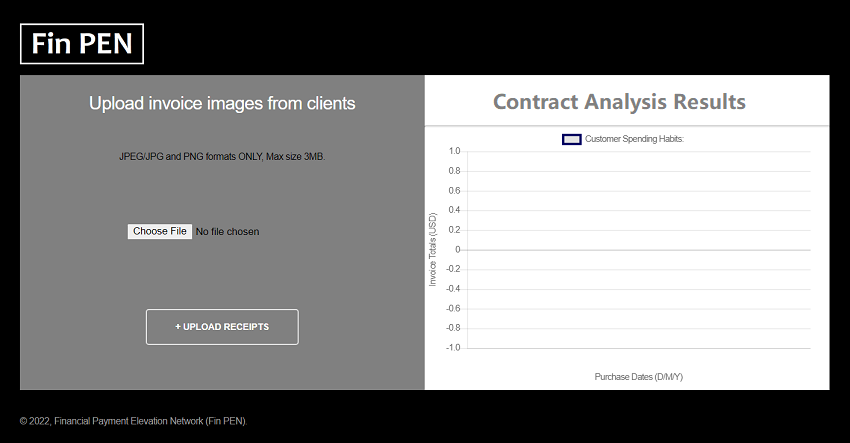 Fin PEN
Upload invoice images from clients
JPEG/JPG and PNG formats ONLY, Max size 3MB.
Choose File No file chosen
+ UPLOAD RECEIPTS
Contract Analysis Results
Customer Spending Habits:
1.0
0.8
0.6
0.4
0.2
0
-0.2
-0.4
-0.6
-0.8
-1.0
Invoice Totals (USD)
Purchase Dates (D/M/Y)
© 2022, Financial Payment Elevation Network (Fin PEN).